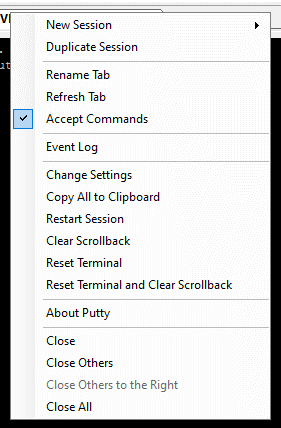 New Session
Duplicate Session
Rename Tab
Refresh Tab
Accept Commands
Event Log
Change Settings
Copy All to Clipboard
Restart Session
Clear Scrollback
Reset Terminal
Reset Terminal and Clear Scrollback
About Putty
Close
Close Others
Close Others to the Right
Close All